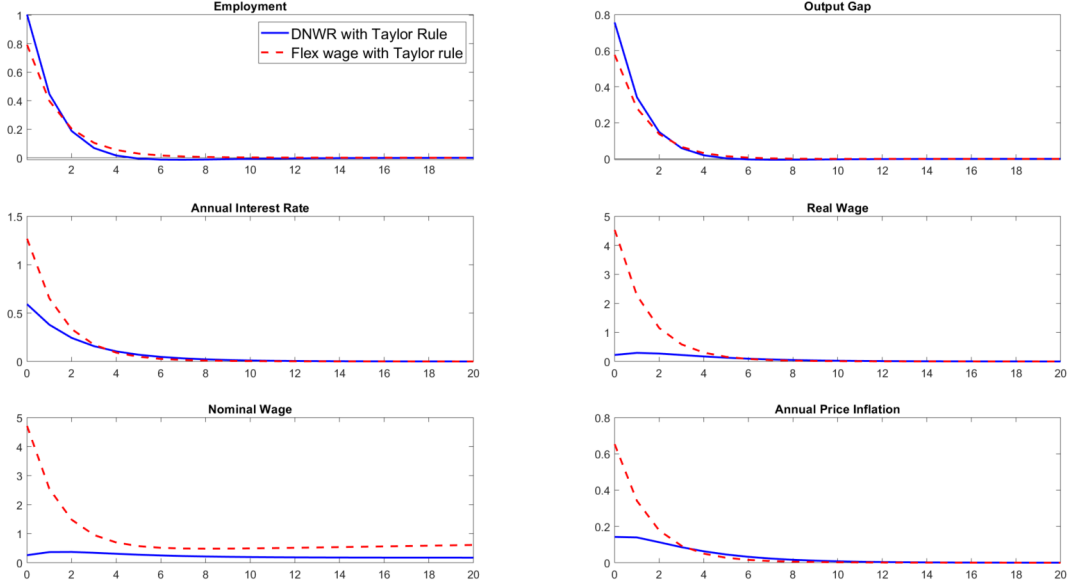 Employment
1
0.8
0.6
0.4
0.2
0
2 4 6 8 10 12 14 16 18 20
DNWR with Taylor Rule
Flex wage with Taylor rule
Output Gap
0.8
0.6
0.4
0.2
0
2 4 6 8 10 12 14 16 18
Annual Interest Rate
1.5
1
0.5
0
0 2 4 6 8 10 12 14 16 18 20
Real Wage
5
4
3
2
1
0
0 2 4 6 8 10 12 14 16 18 20
Nominal Wage
5
4
3
2
1
0
0 2 4 6 8 10 12 14 16 18 20
Annual Price Inflation
0.8
0.6
0.4
0.2
0
0 2 4 6 8 10 12 14 16 18 20